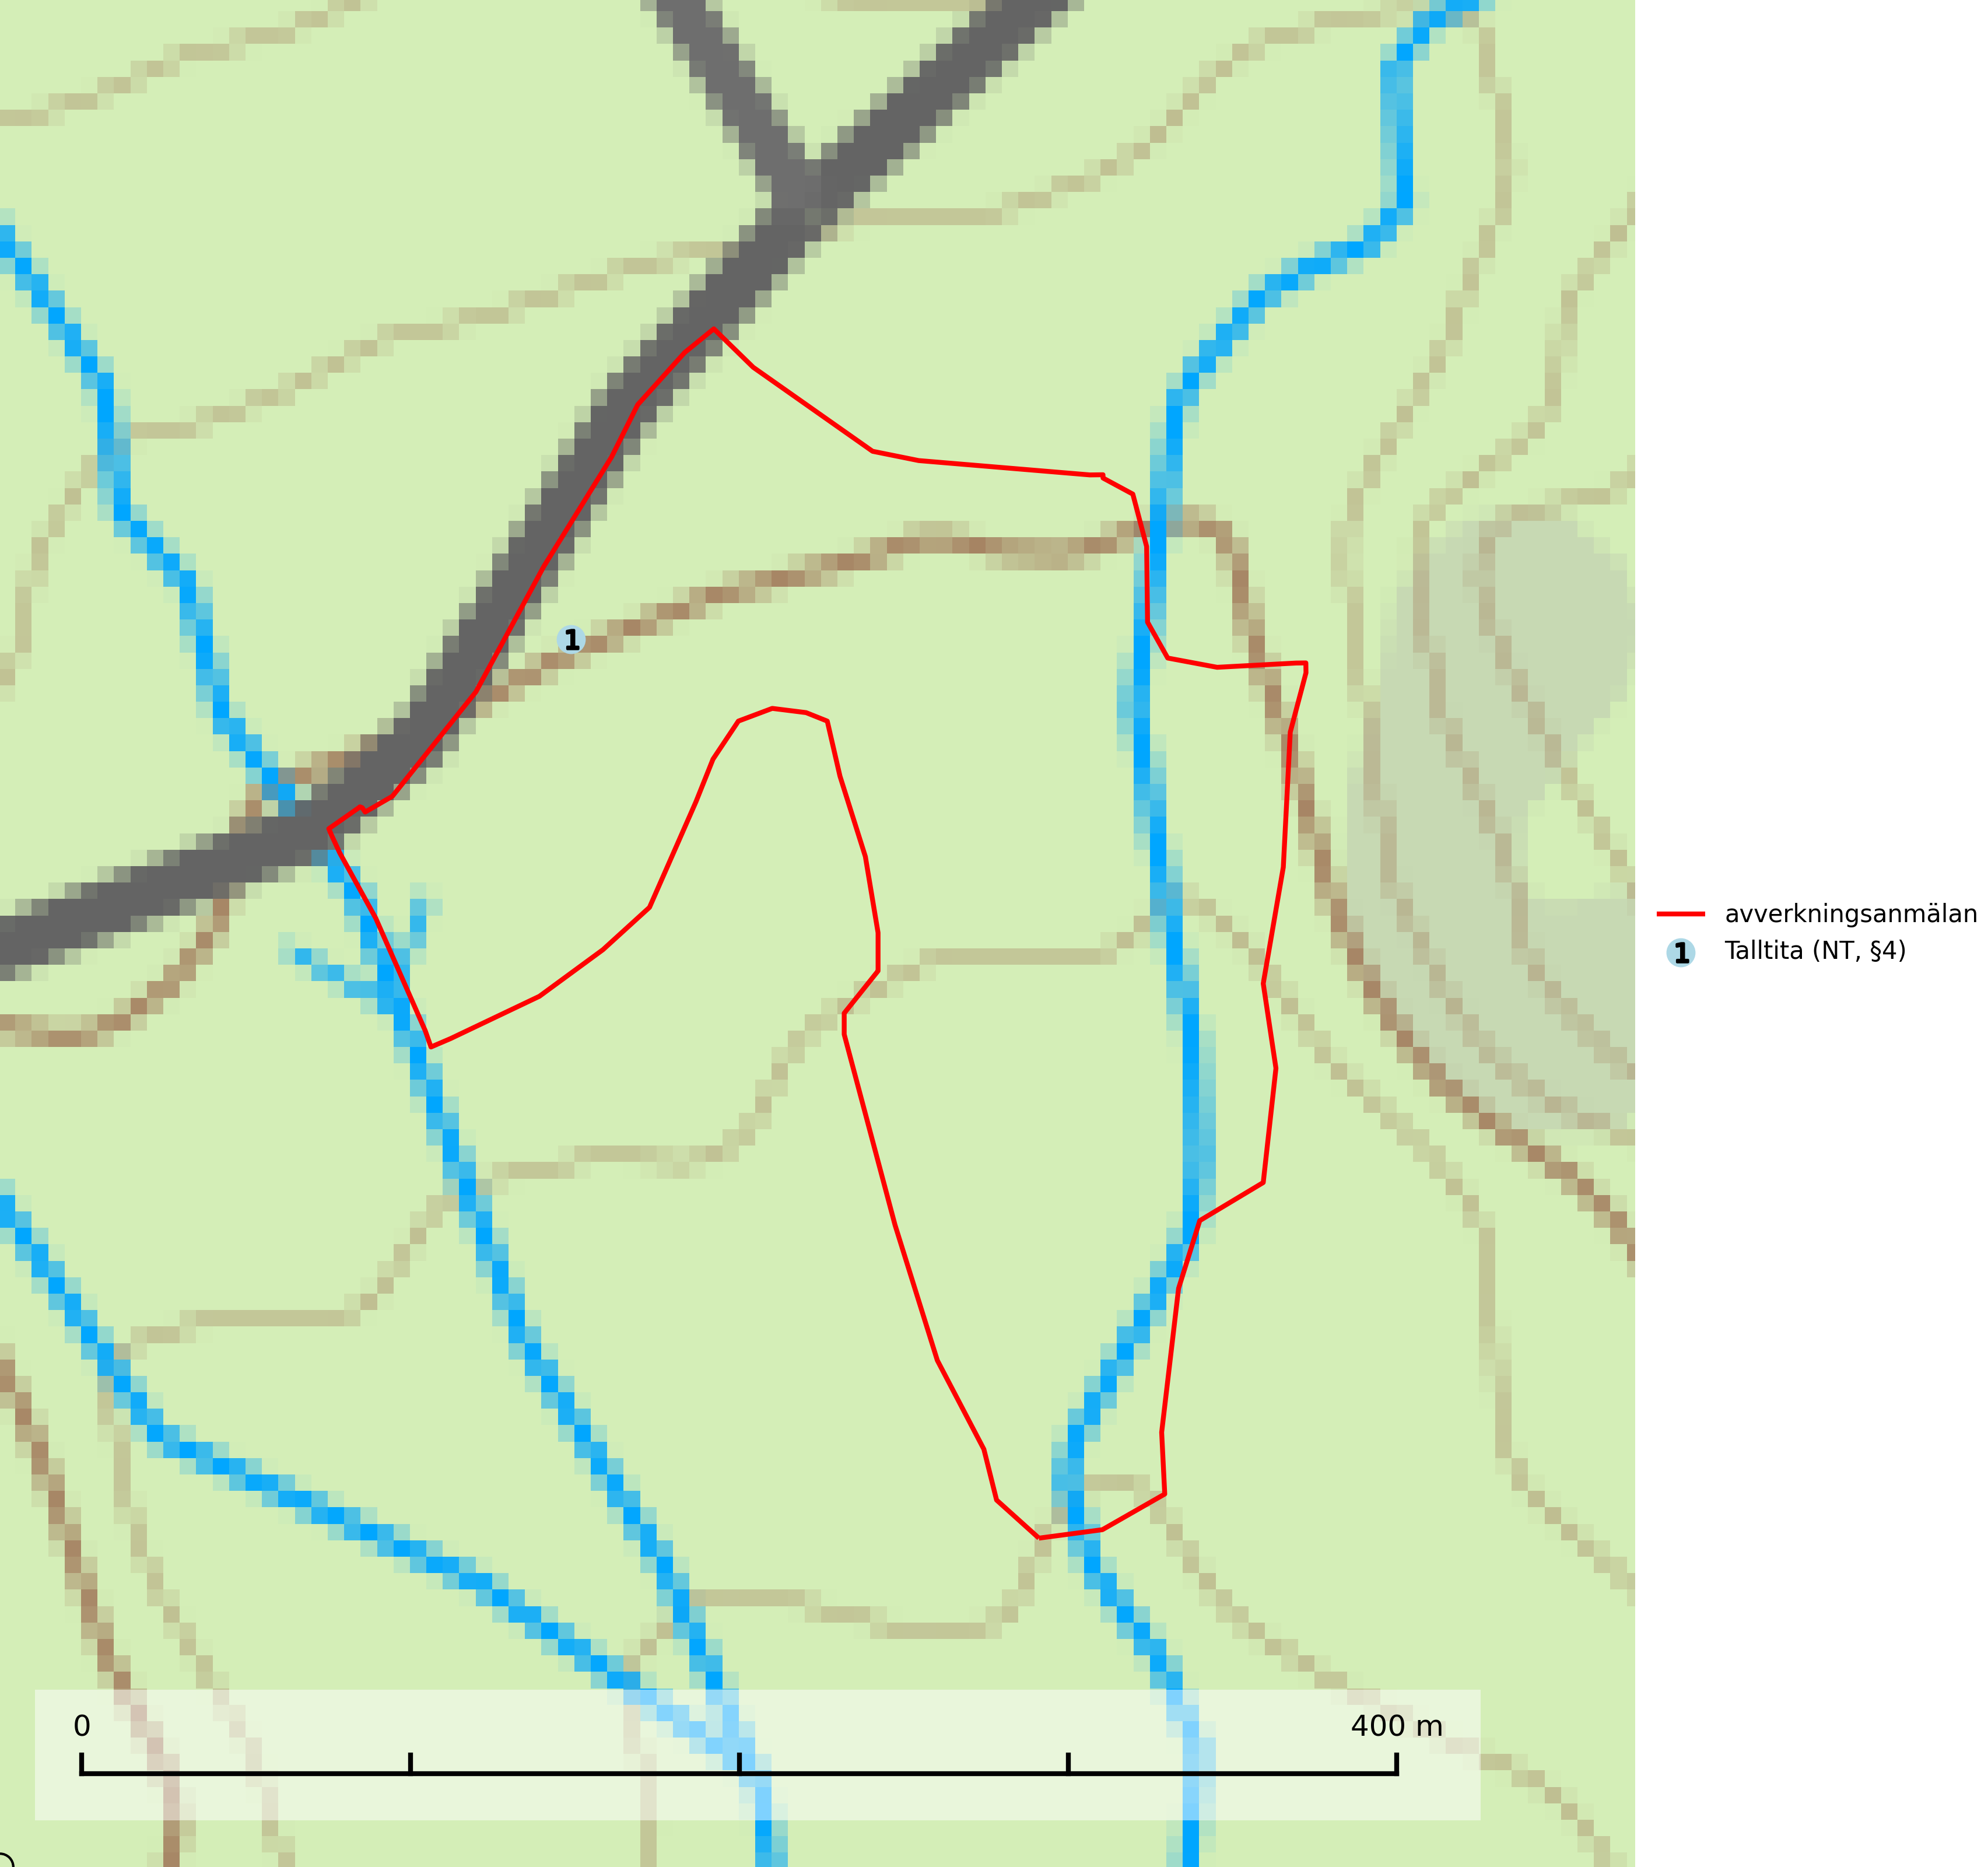 1
avverkningsanmälan
1 Talltita (NT, §4)
0 400 m